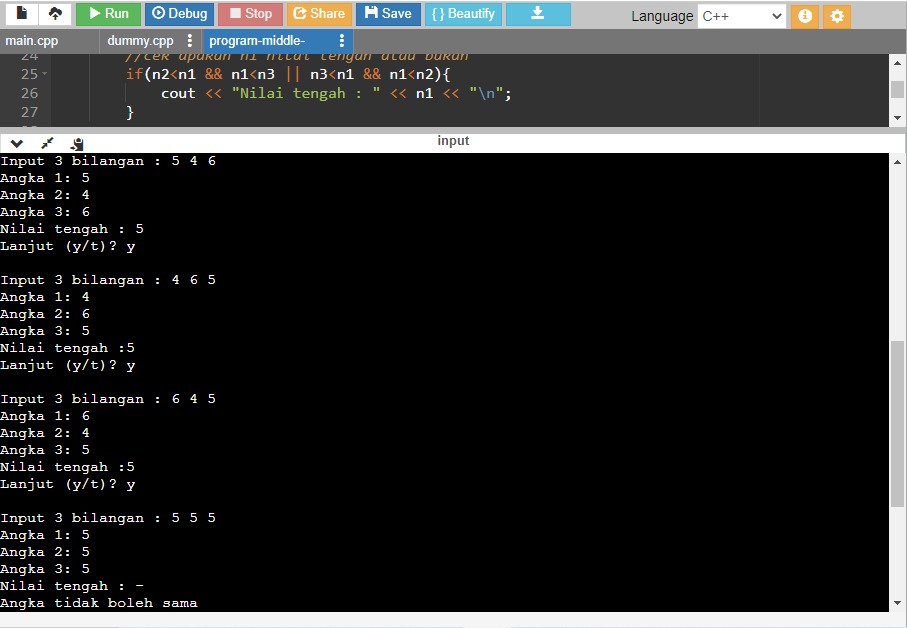 Run Debug Stop Share Save { } Beautify Language C++
main.cpp dummy.cpp program-middle-
24 //cek apakah n1 nilai tengah atau bukan
25 if(n2<n1 && n1<n3 || n3<n1 && n1<n2){
26 cout << "Nilai tengah : " << n1 << "\n";
27 }
input
Input 3 bilangan : 5 4 6
Angka 1: 5
Angka 2: 4
Angka 3: 6
Nilai tengah : 5
Lanjut (y/t)? y
Input 3 bilangan : 4 6 5
Angka 1: 4
Angka 2: 6
Angka 3: 5
Nilai tengah :5
Lanjut (y/t)? y
Input 3 bilangan : 6 4 5
Angka 1: 6
Angka 2: 4
Angka 3: 5
Nilai tengah :5
Lanjut (y/t)? y
Input 3 bilangan : 5 5 5
Angka 1: 5
Angka 2: 5
Angka 3: 5
Nilai tengah : -
Angka tidak boleh sama